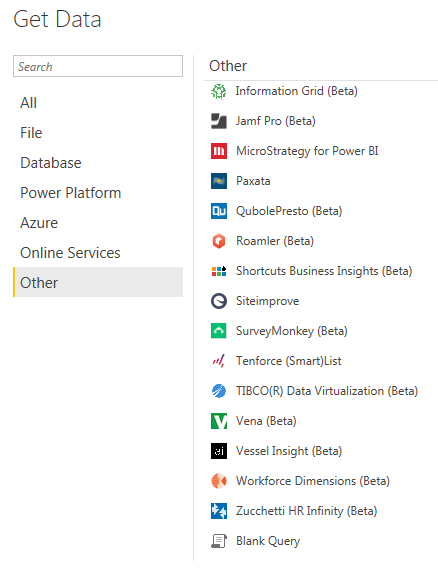 Get Data
Search
All
File
Database
Power Platform
Azure
Online Services
Other
Other
Information Grid (Beta)
Jamf Pro (Beta)
MicroStrategy for Power BI
Paxata
Qu
QubolePresto (Beta)
Roamler (Beta)
Shortcuts Business Insights (Beta)
Siteimprove
SurveyMonkey (Beta)
Tenforce (Smart)List
TIBCO(R) Data Virtualization (Beta)
Vena (Beta)
ai
Vessel Insight (Beta)
Workforce Dimensions (Beta)
Zucchetti HR Infinity (Beta)
Blank Query